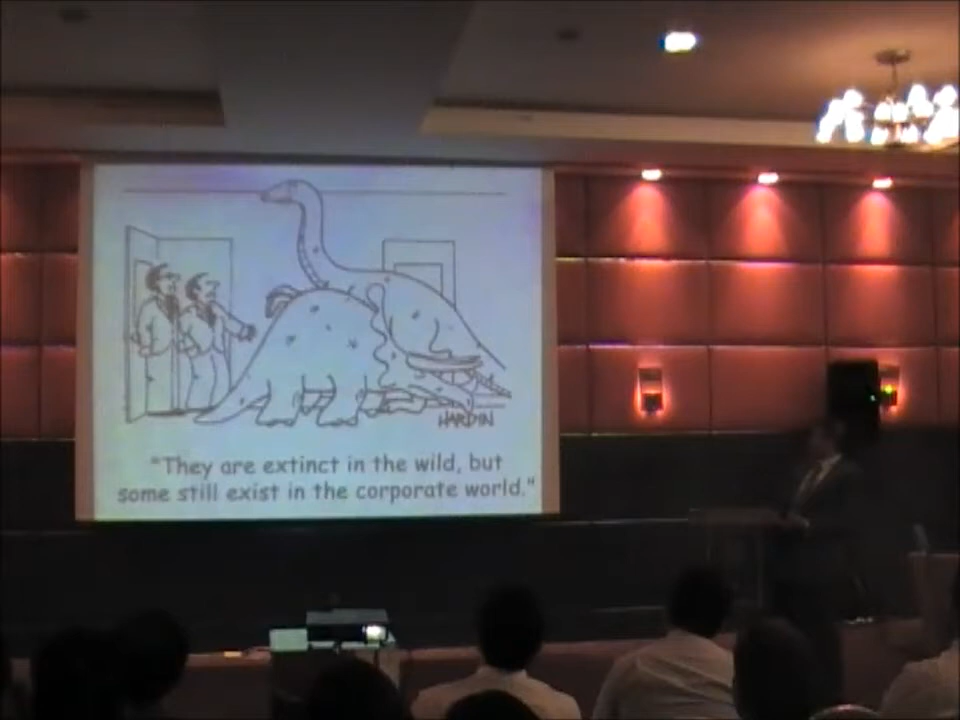 HARDIN
"They are extinct in the wild, but
some still exist in the corporate world."